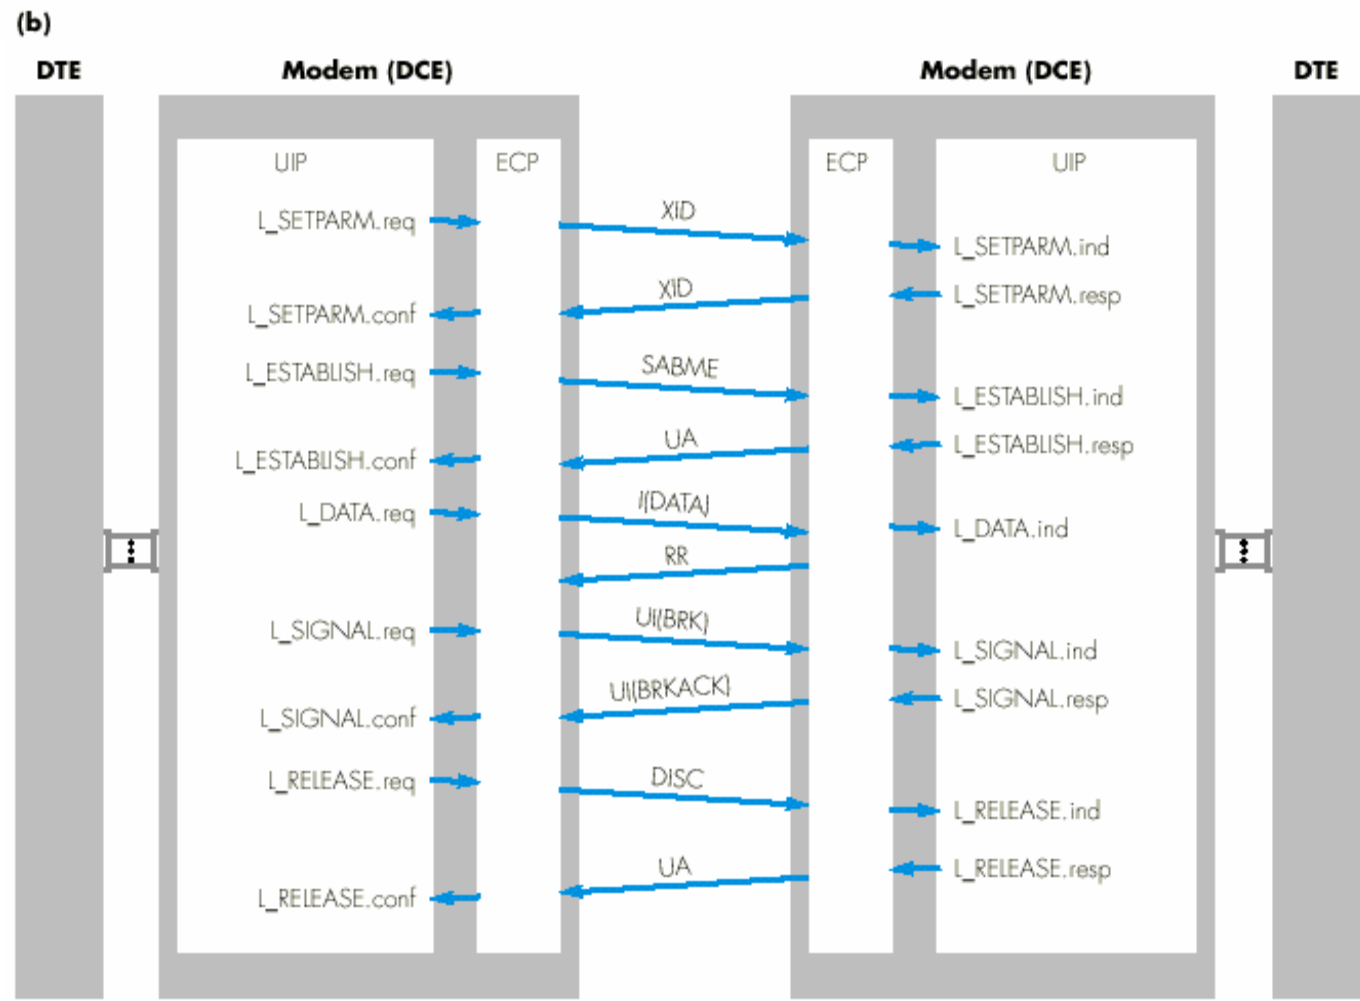 (b)
DTE Modem (DCE) Modem (DCE) DTE
UIP ECP ECP UIP
L_SETPARM.req XID L_SETPARM.ind
L_SETPARM.conf XID L_SETPARM.resp
L_ESTABLISH.req SABME L_ESTABLISH.ind
L_ESTABLISH.conf UA L_ESTABLISH.resp
L_DATA.req I(DATA) L_DATA.ind
RR
L_SIGNAL.req UI(BRK) L_SIGNAL.ind
L_SIGNAL.conf UI(BRKACK) L_SIGNAL.resp
L_RELEASE.req DISC L_RELEASE.ind
L_RELEASE.conf UA L_RELEASE.resp